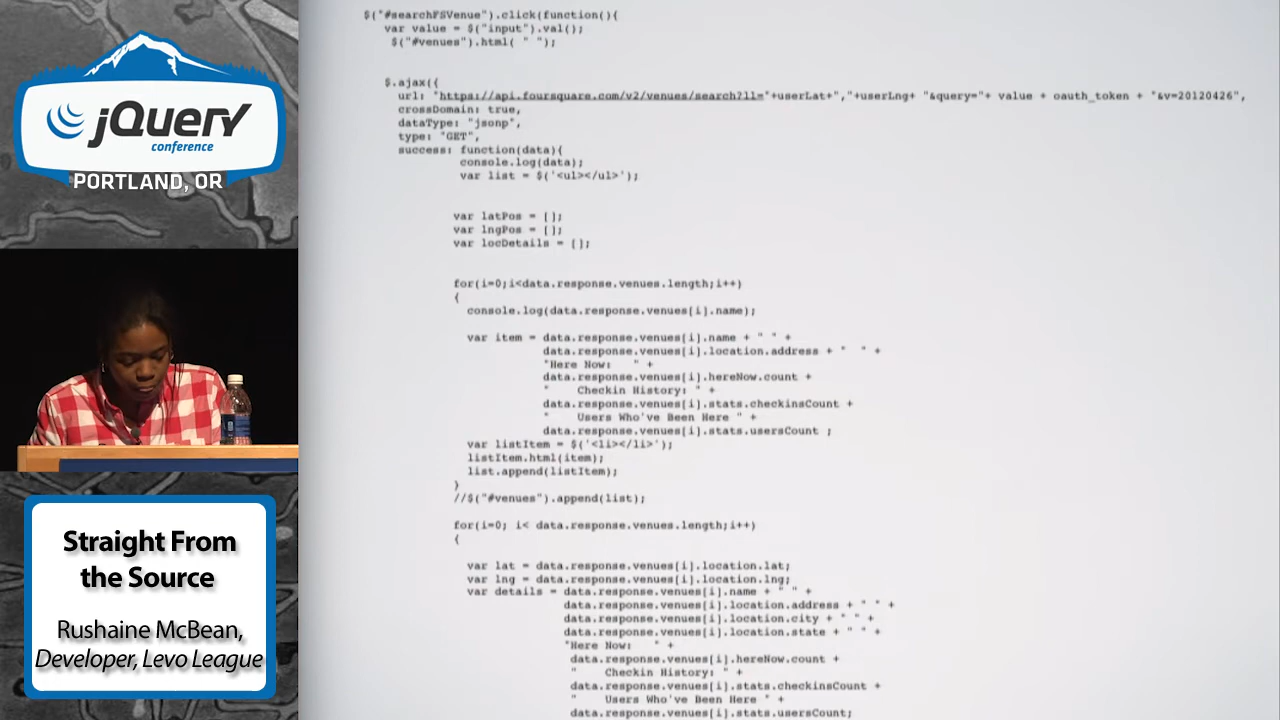 jQuery
conference
PORTLAND, OR
Straight From
the Source
Rushaine McBean,
Developer, Levo League
$("#searchFSVenue").click(function(){
var value = $("input").val();
$("#venues").html( " ");
$.ajax({
url: "https://api.foursquare.com/v2/venues/search?ll="+userLat+","+userLng+ "&query="+ value + oauth_token + "&v=20120426",
crossDomain: true,
dataType: "jsonp",
type: "GET",
success: function(data){
console.log(data);
var list = $('<ul></ul>');
var latPos = [];
var lngPos = [];
var locDetails = [];
for(i=0;i<data.response.venues.length;i++)
{
console.log(data.response.venues[i].name);
var item = data.response.venues[i].name + " " +
data.response.venues[i].location.address + "  " +
"Here Now:   " +
data.response.venues[i].hereNow.count +
"    Checkin History: " +
data.response.venues[i].stats.checkinsCount +
"    Users Who've Been Here " +
data.response.venues[i].stats.usersCount ;
var listItem = $('<li></li>');
listItem.html(item);
list.append(listItem);
}
//$("#venues").append(list);
for(i=0; i< data.response.venues.length;i++)
{
var lat = data.response.venues[i].location.lat;
var lng = data.response.venues[i].location.lng;
var details = data.response.venues[i].name + " " +
data.response.venues[i].location.address + " " +
data.response.venues[i].location.city + " " +
data.response.venues[i].location.state + " " +
"Here Now:   " +
data.response.venues[i].hereNow.count +
"    Checkin History: " +
data.response.venues[i].stats.checkinsCount +
"    Users Who've Been Here " +
data.response.venues[i].stats.usersCount;